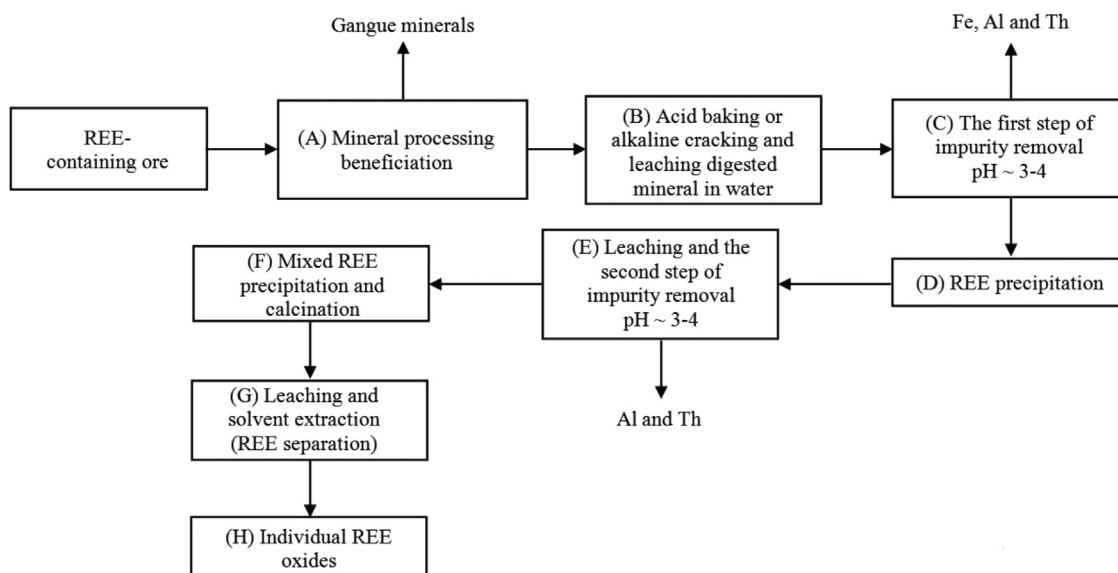 Gangue minerals
Fe, Al and Th
REE-
containing ore
(A) Mineral processing
beneficiation
(B) Acid baking or
alkaline cracking and
leaching digested
mineral in water
(C) The first step of
impurity removal
pH ~ 3-4
(D) REE precipitation
(E) Leaching and the
second step of
impurity removal
pH ~ 3-4
Al and Th
(F) Mixed REE
precipitation and
calcination
(G) Leaching and
solvent extraction
(REE separation)
(H) Individual REE
oxides